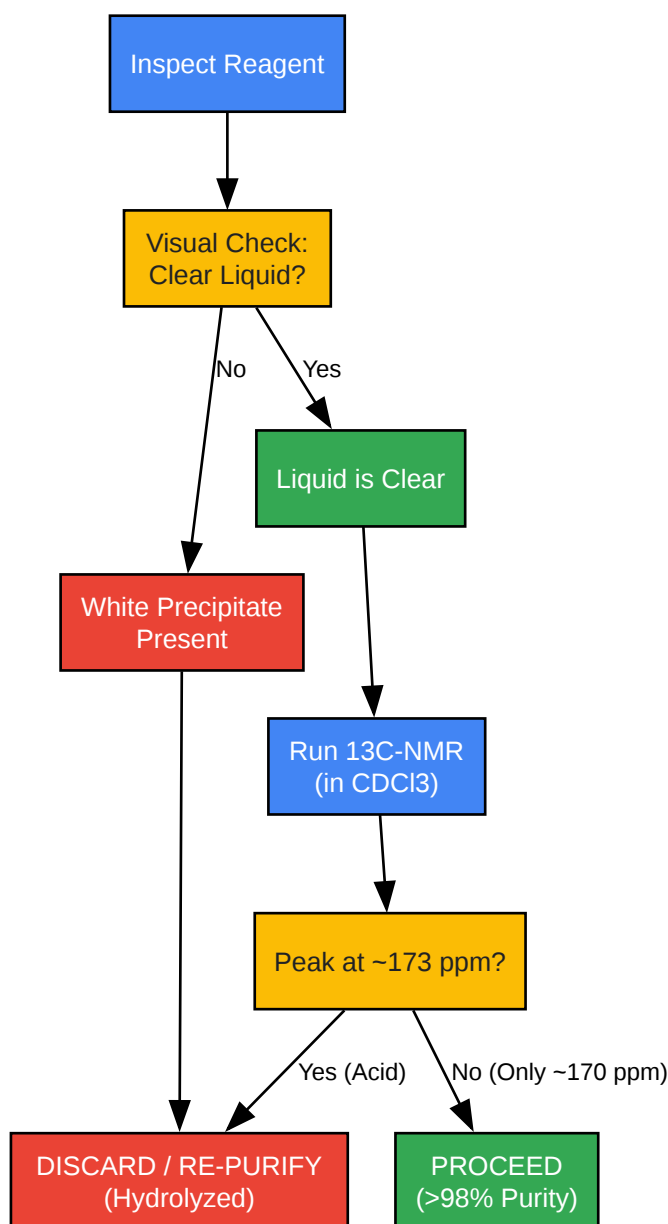 Inspect Reagent
Visual Check:
Clear Liquid?
No
Yes
Liquid is Clear
White Precipitate
Present
Run 13C-NMR
(in CDCl3)
Peak at ~173 ppm?
Yes (Acid)
No (Only ~170 ppm)
DISCARD / RE-PURIFY
(Hydrolyzed)
PROCEED
(>98% Purity)